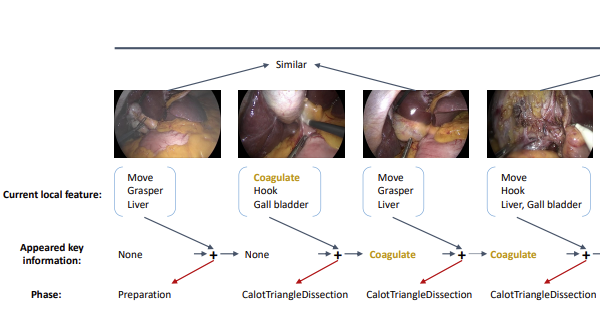 Similar
Move
Grasper
Liver
Coagulate
Hook
Gall bladder
Move
Grasper
Liver
Move
Hook
Liver, Gall bladder
Current local feature:
Appeared key
information:
None
+
None
+
Coagulate
+
Coagulate
+
Phase:
Preparation
CalotTriangleDissection
CalotTriangleDissection
CalotTriangleDissection